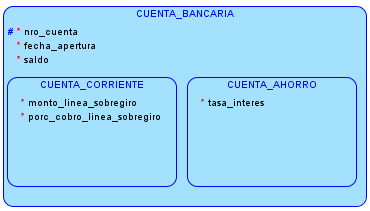 CUENTA_BANCARIA
# * nro_cuenta
* fecha_apertura
* saldo
CUENTA_CORRIENTE
* monto_linea_sobregiro
* porc_cobro_linea_sobregiro
CUENTA_AHORRO
* tasa_interes